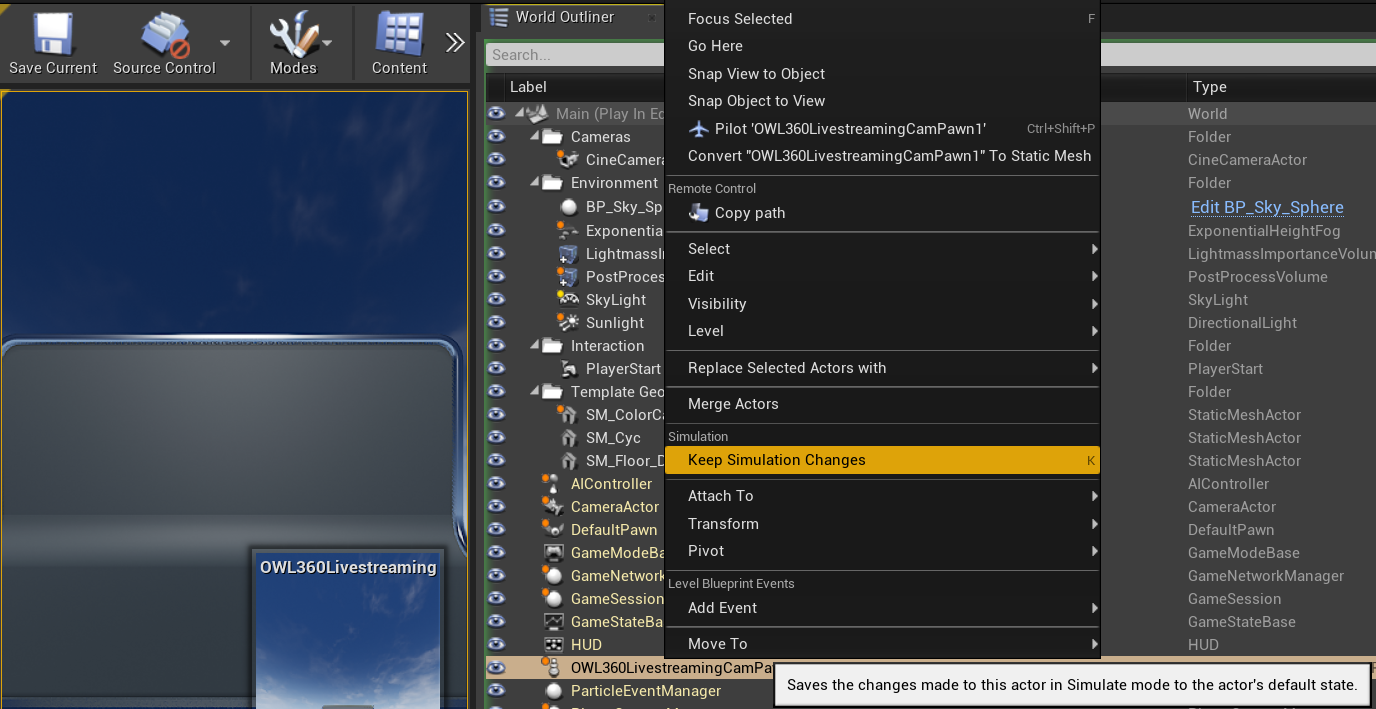 Save Current
Source Control
Modes
Content
World Outliner
Search...
Label
Type
Main (Play In Ed
World
Cameras
Folder
CineCamera
CineCameraActor
Environment
Folder
BP_Sky_Sp
Edit BP_Sky_Sphere
Exponentia
ExponentialHeightFog
LightmassI
LightmassImportanceVolum
PostProces
PostProcessVolume
SkyLight
SkyLight
Sunlight
DirectionalLight
Interaction
Folder
PlayerStart
PlayerStart
Template Geo
Folder
SM_ColorCa
StaticMeshActor
SM_Cyc
StaticMeshActor
SM_Floor_D
StaticMeshActor
AIController
AIController
CameraActor
CameraActor
DefaultPawn
DefaultPawn
GameModeBa
GameModeBase
GameNetwork
GameNetworkManager
GameSession
GameSession
GameStateBa
GameStateBase
HUD
HUD
OWL360LivestreamingCamPa
ParticleEventManager
Focus Selected F
Go Here
Snap View to Object
Snap Object to View
Pilot 'OWL360LivestreamingCamPawn1' Ctrl+Shift+P
Convert "OWL360LivestreamingCamPawn1" To Static Mesh
Remote Control
Copy path
Select
Edit
Visibility
Level
Replace Selected Actors with
Merge Actors
Simulation
Keep Simulation Changes K
Attach To
Transform
Pivot
Level Blueprint Events
Add Event
Move To
Saves the changes made to this actor in Simulate mode to the actor's default state.
OWL360Livestreaming